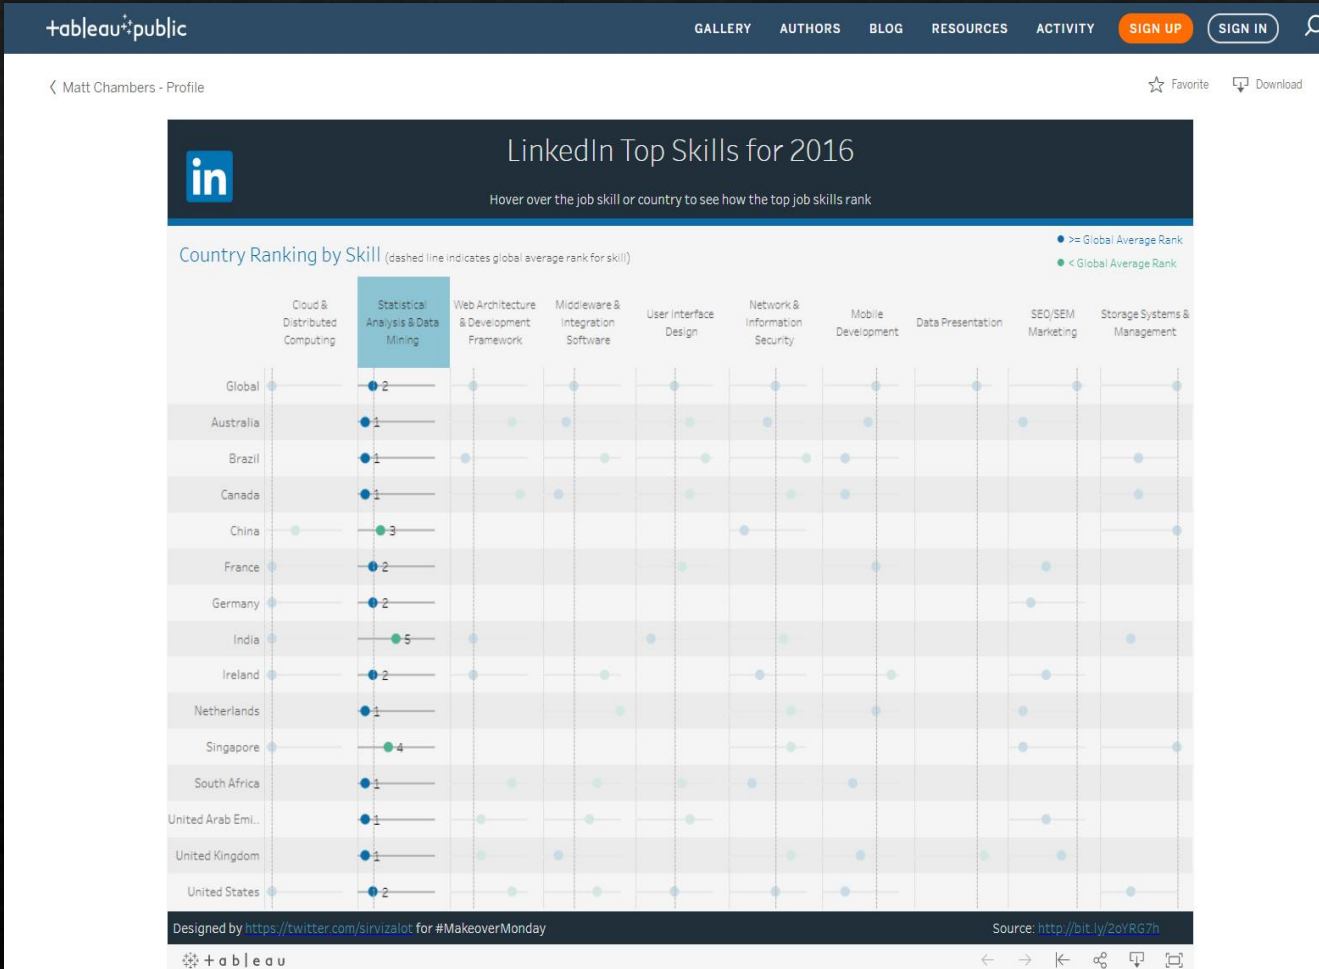 +ableau public
GALLERY AUTHORS BLOG RESOURCES ACTIVITY SIGN UP SIGN IN
Matt Chambers - Profile
Favorite Download
in
LinkedIn Top Skills for 2016
Hover over the job skill or country to see how the top job skills rank
Country Ranking by Skill (dashed line indicates global average rank for skill)
>= Global Average Rank
< Global Average Rank
Cloud &
Distributed
Computing
Statistical
Analysis & Data
Mining
Web Architecture
& Development
Framework
Middleware &
Integration
Software
User Interface
Design
Network &
Information
Security
Mobile
Development
Data Presentation
SEO/SEM
Marketing
Storage Systems &
Management
Global 2
Australia 1
Brazil 1
Canada 1
China 3
France 2
Germany 2
India 5
Ireland 2
Netherlands 1
Singapore 4
South Africa 1
United Arab Emi.. 1
United Kingdom 1
United States 2
Designed by https://twitter.com/sirvizalot for #MakeoverMonday
Source: http://bit.ly/2oYRG7h
+ableau